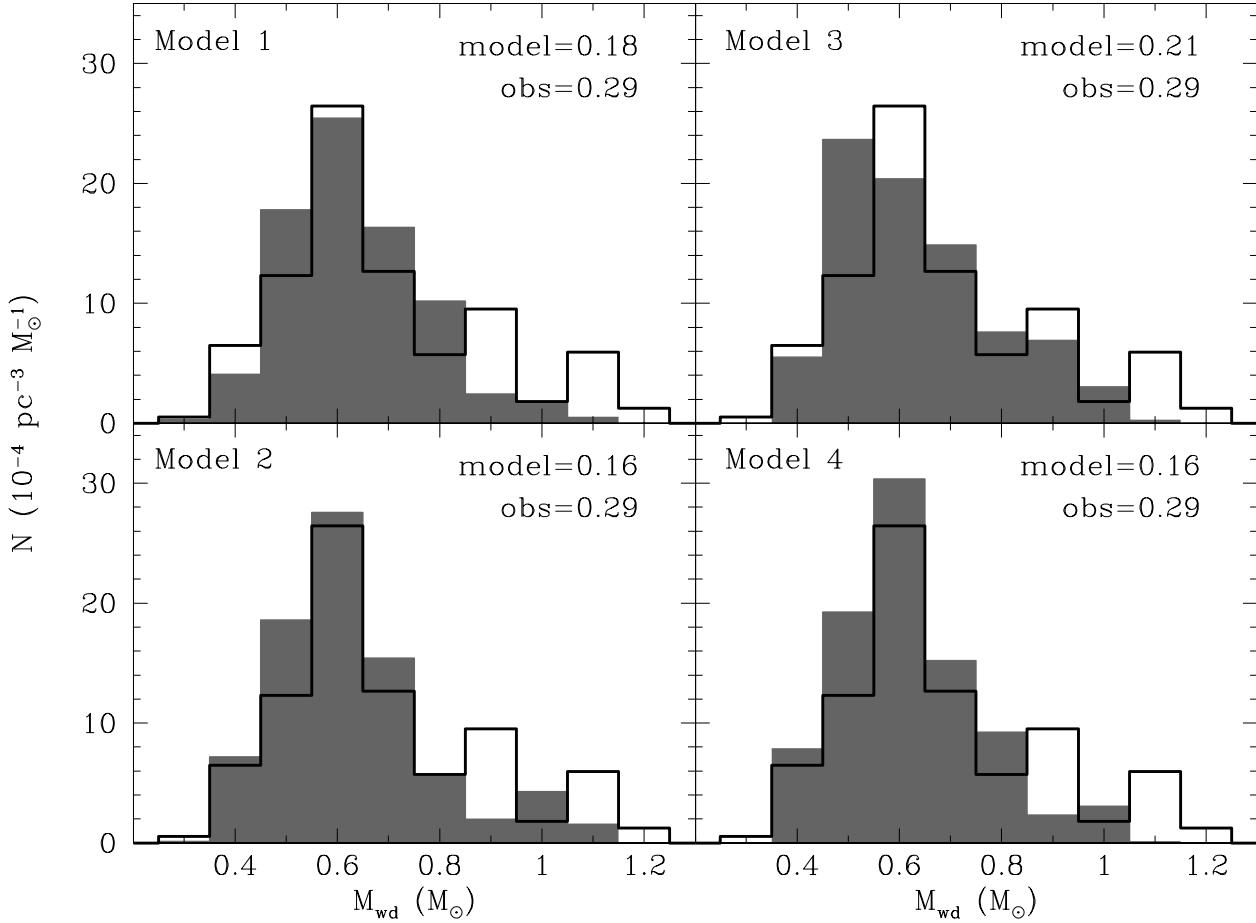 Model 1
model=0.18
obs=0.29
Model 3
model=0.21
obs=0.29
30
20
10
0
Model 2
model=0.16
obs=0.29
Model 4
model=0.16
obs=0.29
30
20
10
0
N (10⁻⁴ pc⁻³ M⊙⁻¹)
0.4 0.6 0.8 1 1.2
0.4 0.6 0.8 1 1.2
M_wd (M⊙)
M_wd (M⊙)